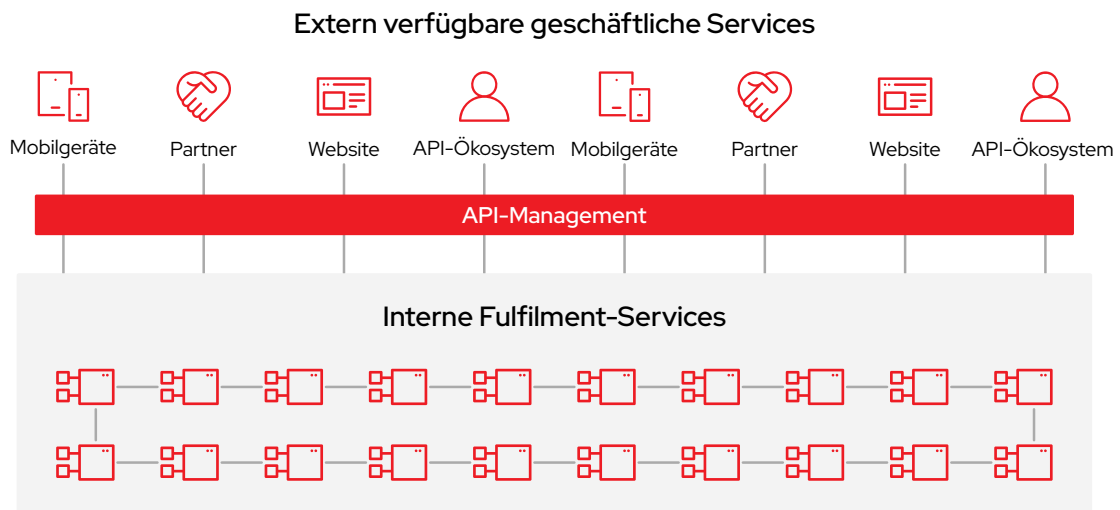 Extern verfügbare geschäftliche Services
Mobilgeräte Partner Website API-Ökosystem Mobilgeräte Partner Website API-Ökosystem
API-Management
Interne Fulfilment-Services